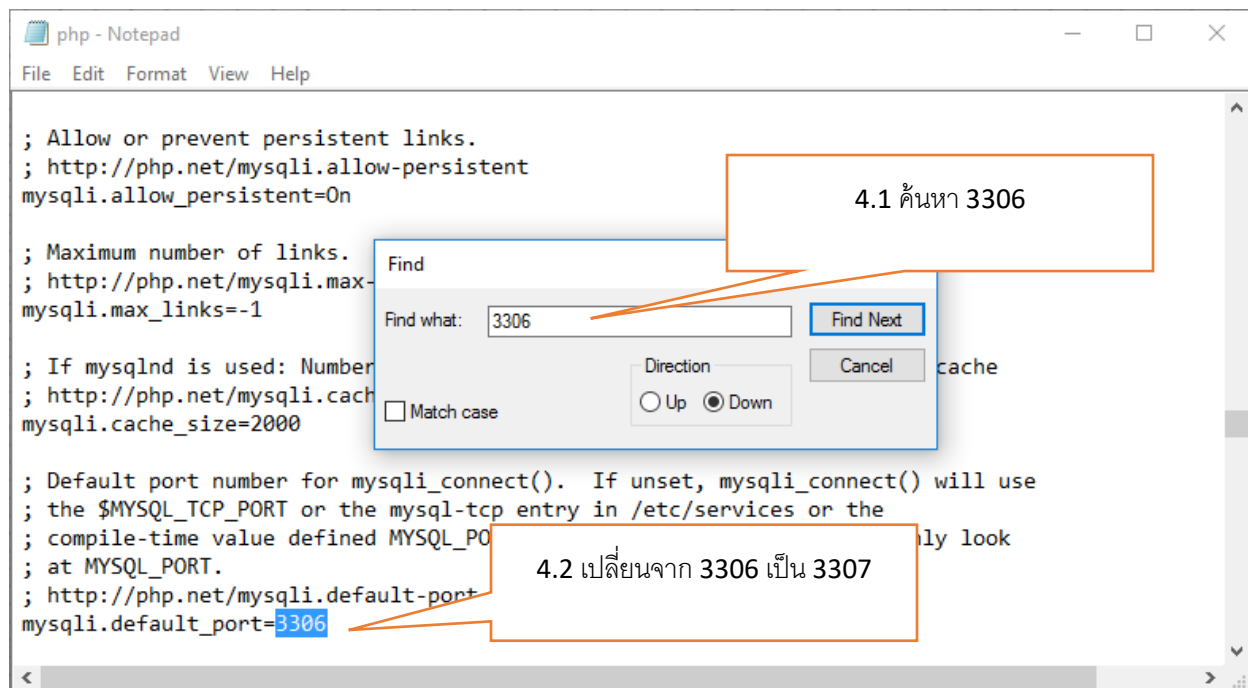 php - Notepad
File Edit Format View Help
; Allow or prevent persistent links.
; http://php.net/mysqli.allow-persistent
mysqli.allow_persistent=On
4.1 ค้นหา 3306
; Maximum number of links.
; http://php.net/mysqli.max-
mysqli.max_links=-1
Find
Find what: 3306 Find Next
Direction Cancel
Match case Up Down
; If mysqlnd is used: Number cache
; http://php.net/mysqli.cach
mysqli.cache_size=2000
; Default port number for mysqli_connect(). If unset, mysqli_connect() will use
; the $MYSQL_TCP_PORT or the mysql-tcp entry in /etc/services or the
; compile-time value defined MYSQL_PO nly look
; at MYSQL_PORT.
; http://php.net/mysqli.default-port
mysqli.default_port=3306
4.2 เปลี่ยนจาก 3306 เป็น 3307